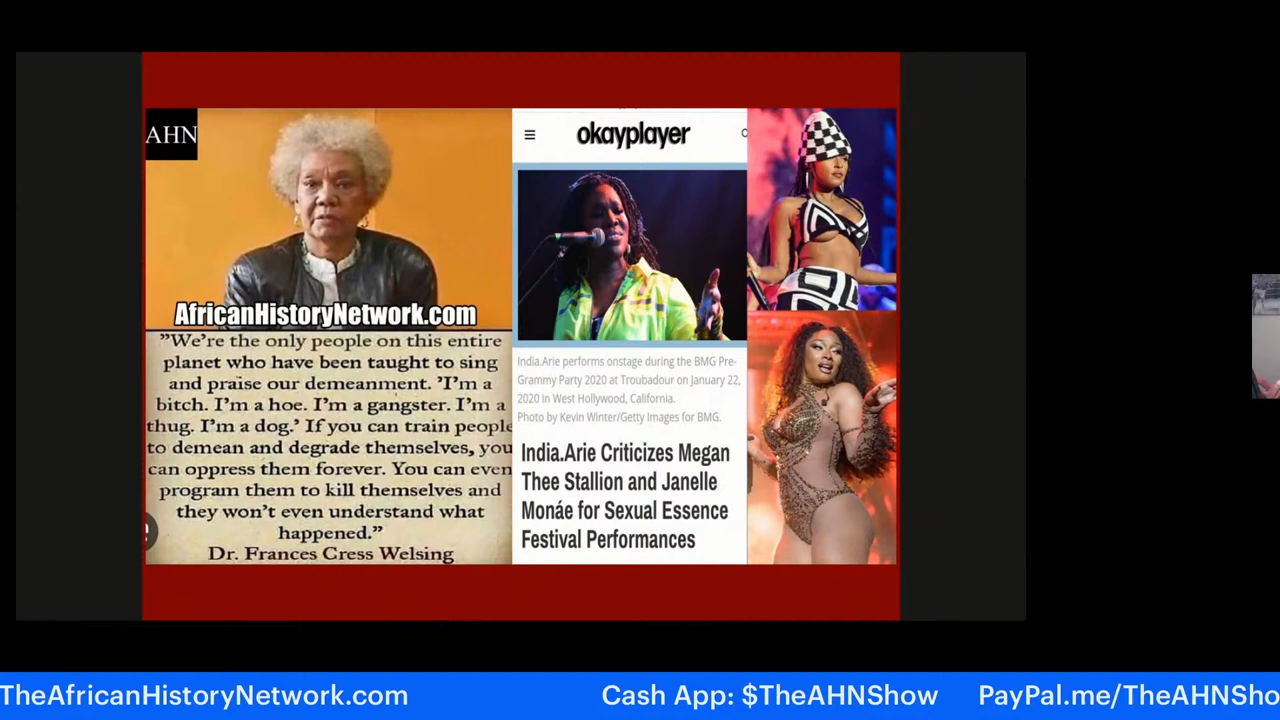 AHN
AfricanHistoryNetwork.com
"We're the only people on this entire
planet who have been taught to sing
and praise our demeanment. 'I'm a
bitch. I'm a hoe. I'm a gangster. I'm a
thug. I'm a dog.' If you can train people
to demean and degrade themselves, you
can oppress them forever. You can even
program them to kill themselves and
they won't even understand what
happened."
Dr. Frances Cress Welsing
okayplayer
India.Arie performs onstage during the BMG Pre-
Grammy Party 2020 at Troubadour on January 22,
2020 in West Hollywood, California.
Photo by Kevin Winter/Getty Images for BMG.
India.Arie Criticizes Megan
Thee Stallion and Janelle
Monáe for Sexual Essence
Festival Performances
TheAfricanHistoryNetwork.com Cash App: $TheAHNShow PayPal.me/TheAHNSho